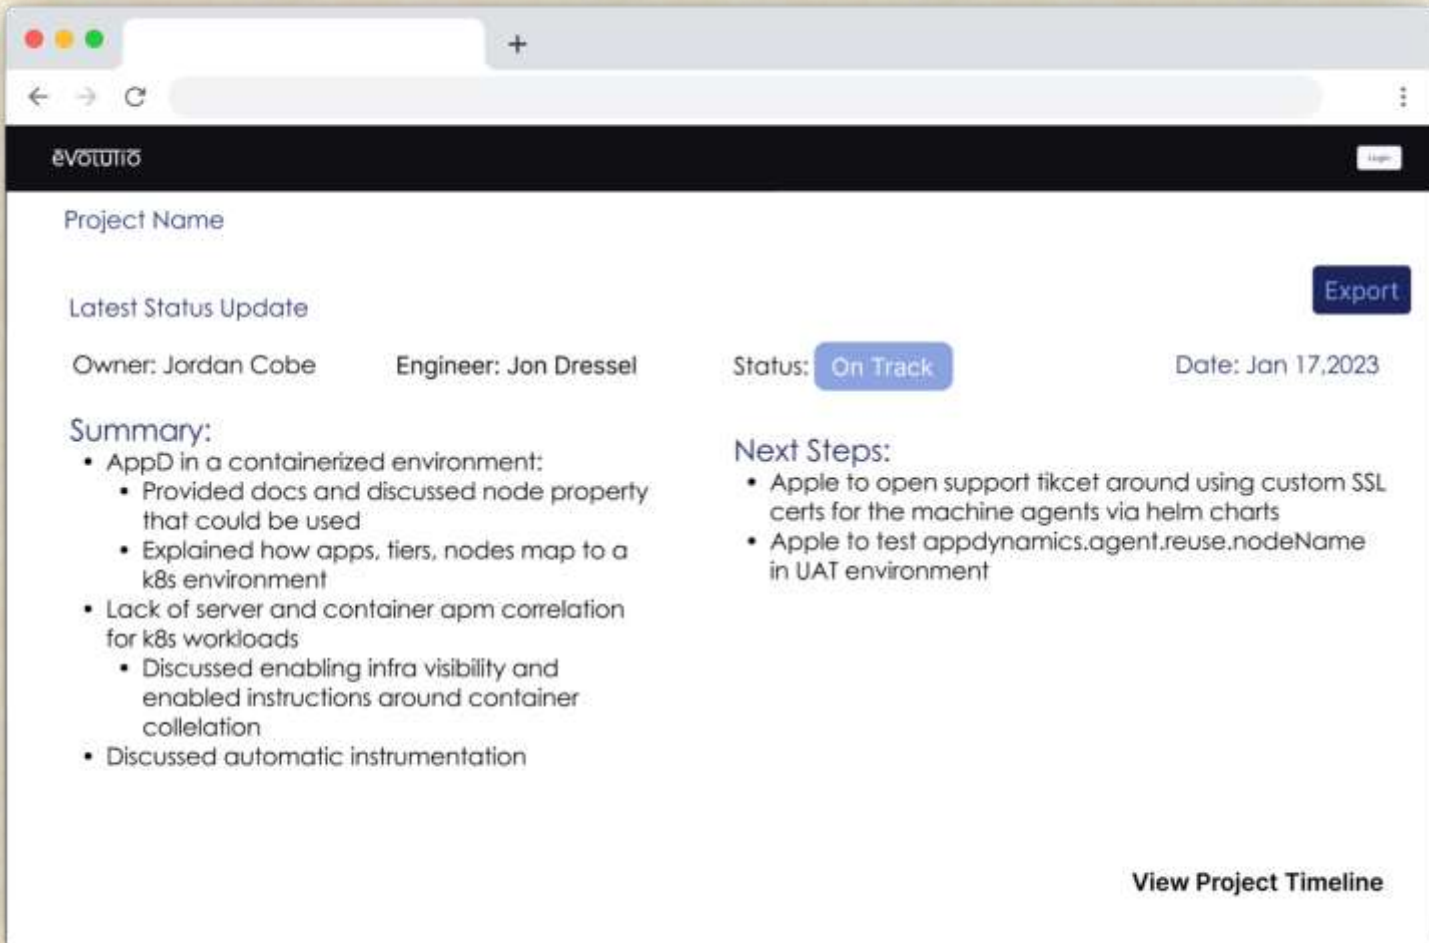 ēVOLUTIŌ
Login
Project Name
Export
Latest Status Update
Owner: Jordan Cobe
Engineer: Jon Dressel
Status: On Track
Date: Jan 17,2023
Summary:
• AppD in a containerized environment:
• Provided docs and discussed node property
that could be used
• Explained how apps, tiers, nodes map to a
k8s environment
• Lack of server and container apm correlation
for k8s workloads
• Discussed enabling infra visibility and
enabled instructions around container
collelation
• Discussed automatic instrumentation
Next Steps:
• Apple to open support tikcet around using custom SSL
certs for the machine agents via helm charts
• Apple to test appdynamics.agent.reuse.nodeName
in UAT environment
View Project Timeline